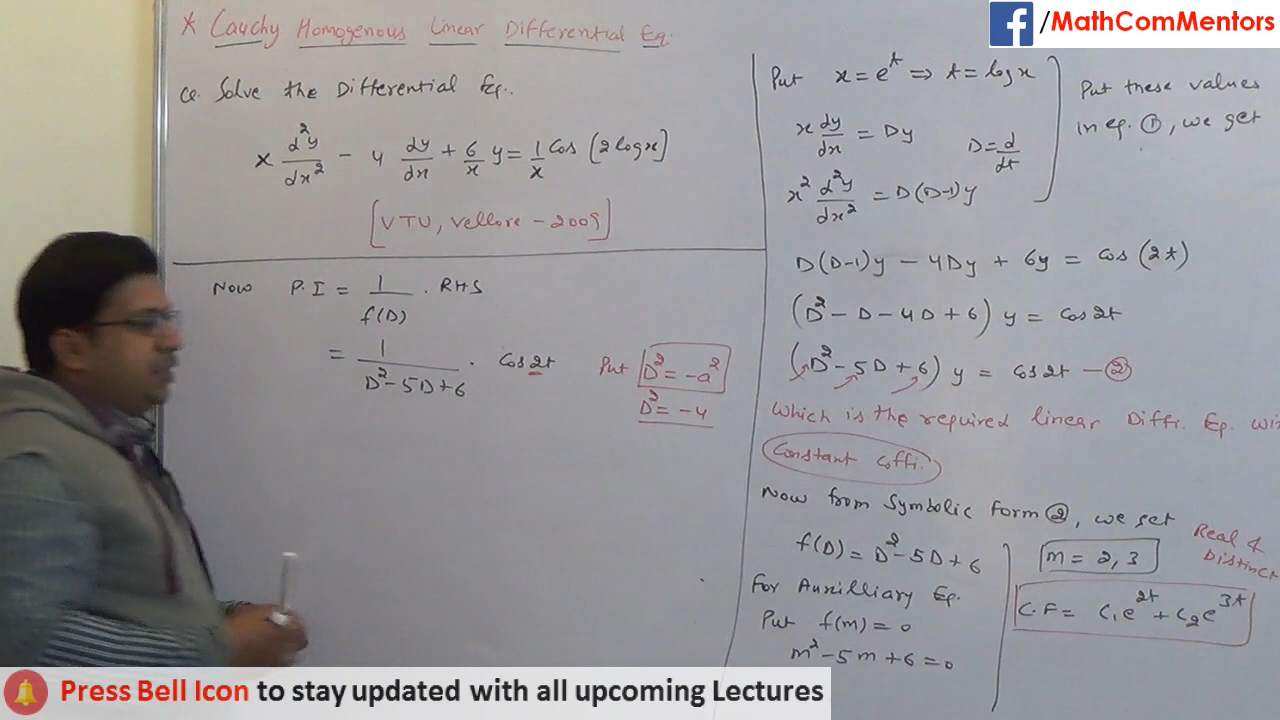 * Cauchy Homogenous Linear Differential Eq.
Q. Solve the Differential Eq..
x d²y/dx² - 4 dy/dx + 6/x y = 1/x Cos [2 log x]
[VTU, Vellore - 2009]
Now P.I = 1/f(D) . RHS
= 1/D²-5D+6 . Cos 2t Put D² = -a²
D² = -4
/MathComMentors
Put x = e^t ⇒ t = log x
x dy/dx = Dy D = d/dt
x² d²y/dx² = D(D-1)y
Put these values
in eq. ①, we get
D(D-1)y - 4Dy + 6y = Cos (2t)
(D² - D - 4D + 6) y = Cos 2t
(D² - 5D + 6) y = Cos 2t - ②
Which is the required linear Diffr. Eq. wi
Constant Coffi.
Now from Symbolic form ②, we get
f(D) = D² - 5D + 6
For Auxilliary Eq.
Put f(m) = 0
m² - 5m + 6 = 0
m = 2, 3
Real &
Distinct
C.F = C₁e^2t + C₂e^3t
Press Bell Icon to stay updated with all upcoming Lectures